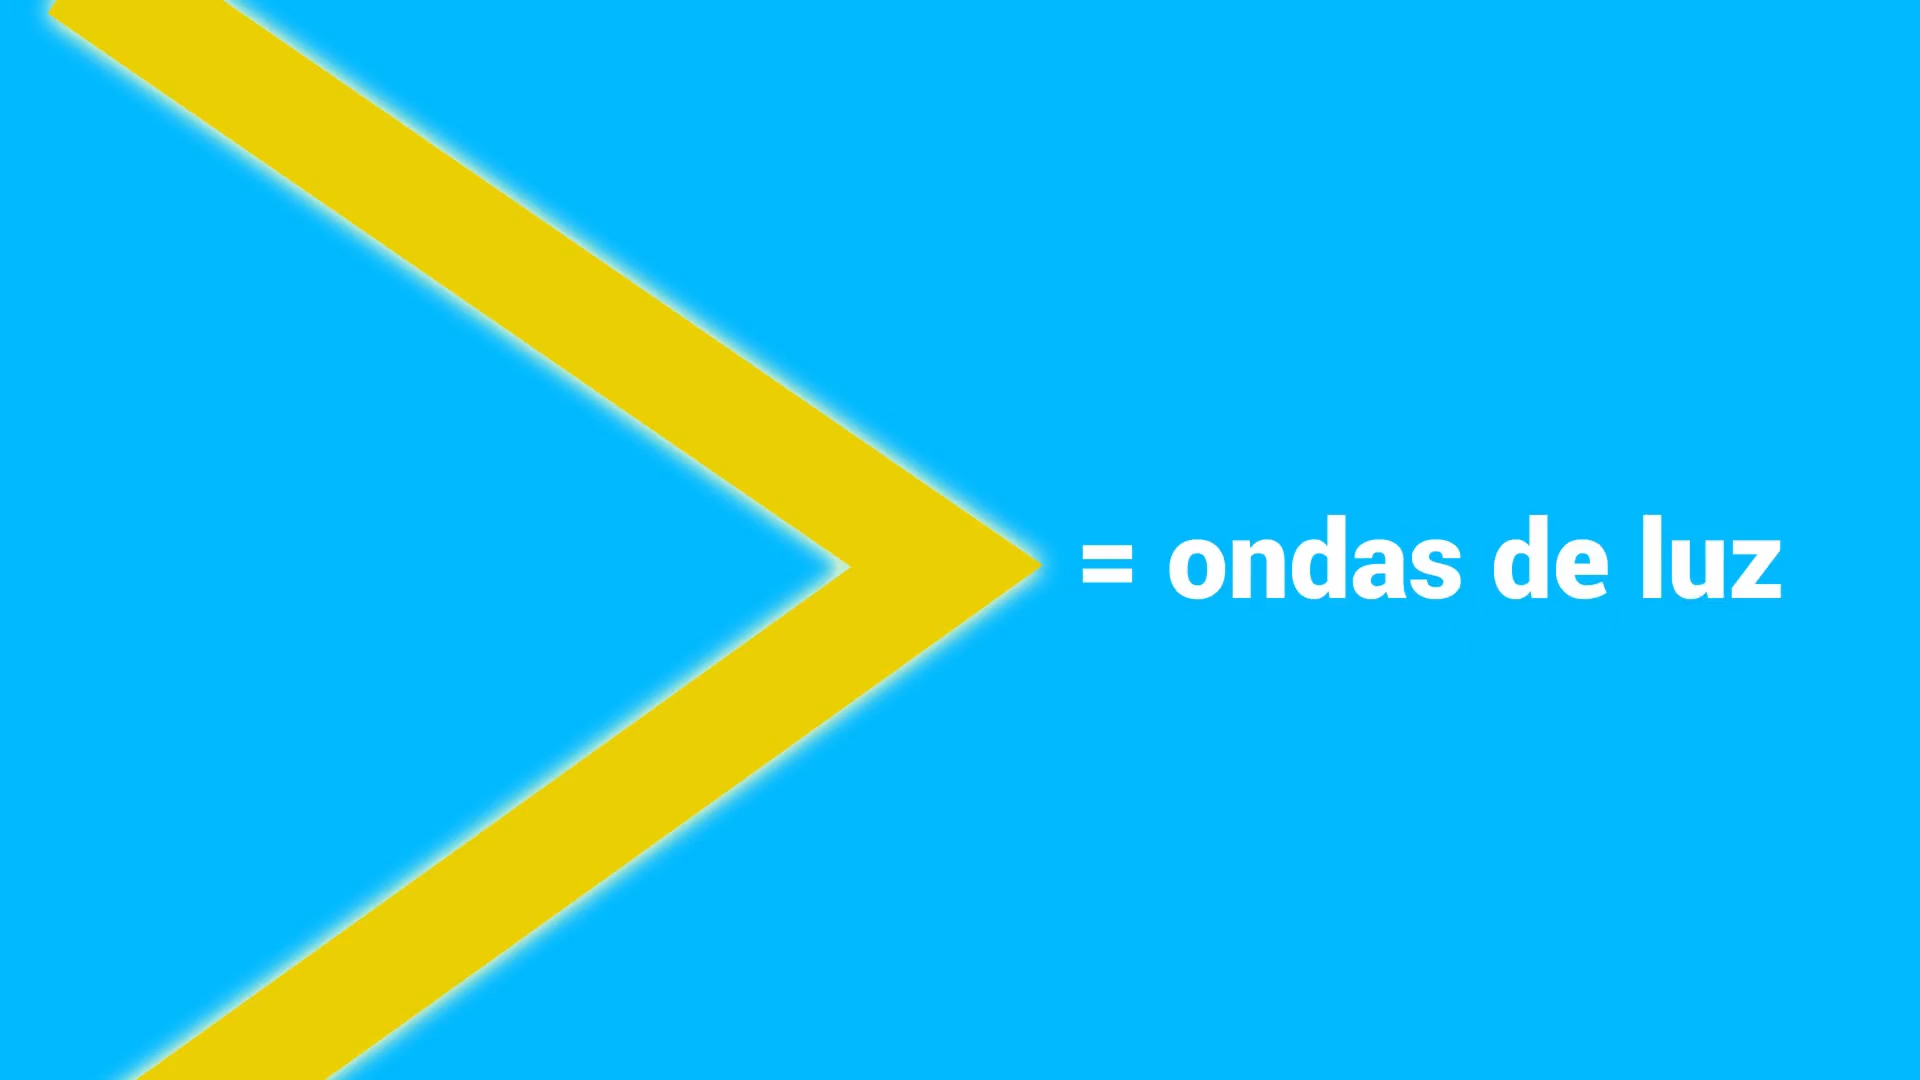 = ondas de luz